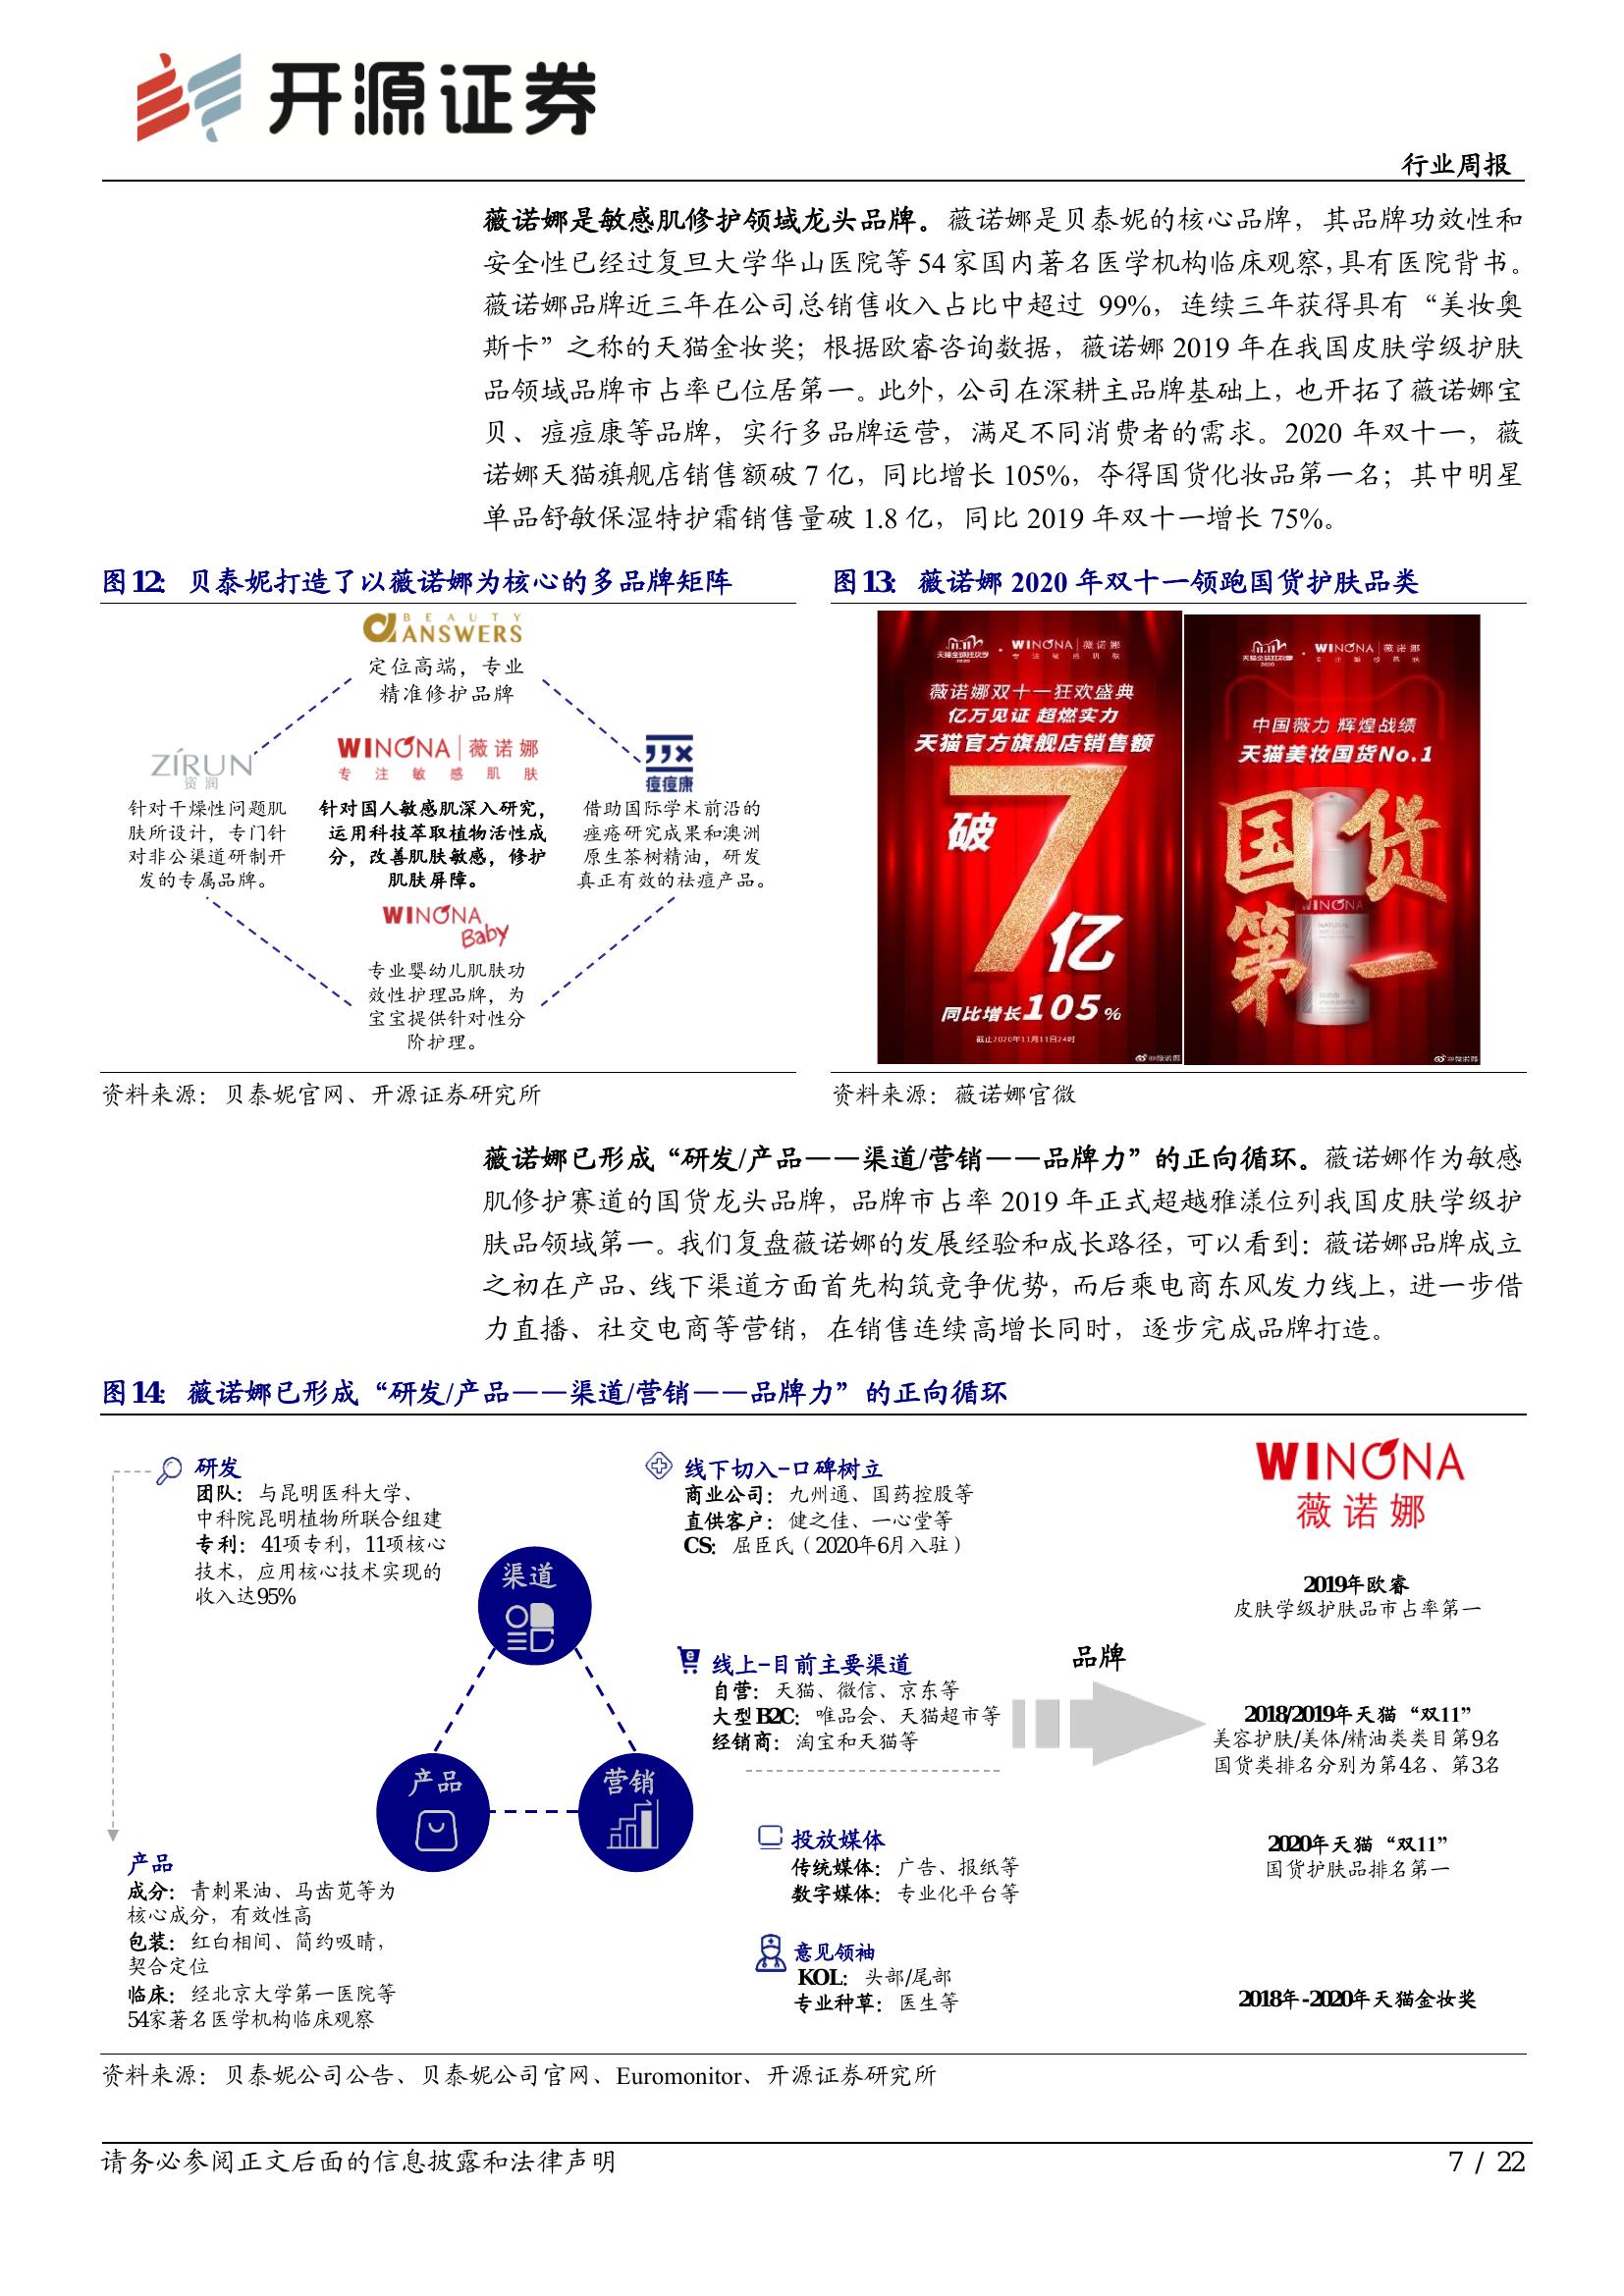 开源证券
行业周报
薇诺娜是敏感肌修护领域龙头品牌。薇诺娜是贝泰妮的核心品牌，其品牌功效性和
安全性已经过复旦大学华山医院等 54 家国内著名医学机构临床观察，具有医院背书。
薇诺娜品牌近三年在公司总销售收入占比中超过 99%，连续三年获得具有“美妆奥
斯卡”之称的天猫金妆奖；根据欧睿咨询数据，薇诺娜 2019 年在我国皮肤学级护肤
品领域品牌市占率已位居第一。此外，公司在深耕主品牌基础上，也开拓了薇诺娜宝
贝、痘痘康等品牌，实行多品牌运营，满足不同消费者的需求。2020 年双十一，薇
诺娜天猫旗舰店销售额破 7 亿，同比增长 105%，夺得国货化妆品第一名；其中明星
单品舒敏保湿特护霜销售量破 1.8 亿，同比 2019 年双十一增长 75%。
图12：贝泰妮打造了以薇诺娜为核心的多品牌矩阵
BEAUTY
ANSWERS
定位高端，专业
精准修护品牌
ZÍRUN
资润
针对干燥性问题肌
肤所设计，专门针
对非公渠道研制开
发的专属品牌。
WINONA 薇诺娜
专注敏感肌肤
针对国人敏感肌深入研究，
运用科技萃取植物活性成
分，改善肌肤敏感，修护
肌肤屏障。
痘痘康
借助国际学术前沿的
痤疮研究成果和澳洲
原生茶树精油，研发
真正有效的祛痘产品。
WINONA
Baby
专业婴幼儿肌肤功
效性护理品牌，为
宝宝提供针对性分
阶护理。
资料来源：贝泰妮官网、开源证券研究所
图13：薇诺娜 2020 年双十一领跑国货护肤品类
11.11
天猫全球狂欢季
2020
WINONA 薇诺娜
专注敏感肌肤
薇诺娜双十一狂欢盛典
亿万见证 超燃实力
天猫官方旗舰店销售额
破
7
亿
同比增长105%
截止2020年11月11日24时
@薇诺娜
11.11
天猫全球狂欢季
2020
WINONA 薇诺娜
专注敏感肌肤
中国薇力 辉煌战绩
天猫美妆国货No.1
国货
第一
WINONA
@薇诺娜
资料来源：薇诺娜官微
薇诺娜已形成“研发/产品——渠道/营销——品牌力”的正向循环。薇诺娜作为敏感
肌修护赛道的国货龙头品牌，品牌市占率 2019 年正式超越雅漾位列我国皮肤学级护
肤品领域第一。我们复盘薇诺娜的发展经验和成长路径，可以看到：薇诺娜品牌成立
之初在产品、线下渠道方面首先构筑竞争优势，而后乘电商东风发力线上，进一步借
力直播、社交电商等营销，在销售连续高增长同时，逐步完成品牌打造。
图14：薇诺娜已形成“研发/产品——渠道/营销——品牌力”的正向循环
研发
团队：与昆明医科大学、
中科院昆明植物所联合组建
专利：41项专利，11项核心
技术，应用核心技术实现的
收入达95%
渠道
产品
营销
产品
成分：青刺果油、马齿苋等为
核心成分，有效性高
包装：红白相间、简约吸睛，
契合定位
临床：经北京大学第一医院等
54家著名医学机构临床观察
线下切入-口碑树立
商业公司：九州通、国药控股等
直供客户：健之佳、一心堂等
CS：屈臣氏（2020年6月入驻）
线上-目前主要渠道
自营：天猫、微信、京东等
大型B2C：唯品会、天猫超市等
经销商：淘宝和天猫等
投放媒体
传统媒体：广告、报纸等
数字媒体：专业化平台等
意见领袖
KOL：头部/尾部
专业种草：医生等
品牌
WINONA
薇诺娜
2019年欧睿
皮肤学级护肤品市占率第一
2018/2019年天猫“双11”
美容护肤/美体/精油类类目第9名
国货类排名分别为第4名、第3名
2020年天猫“双11”
国货护肤品排名第一
2018年-2020年天猫金妆奖
资料来源：贝泰妮公司公告、贝泰妮公司官网、Euromonitor、开源证券研究所
请务必参阅正文后面的信息披露和法律声明
7 / 22